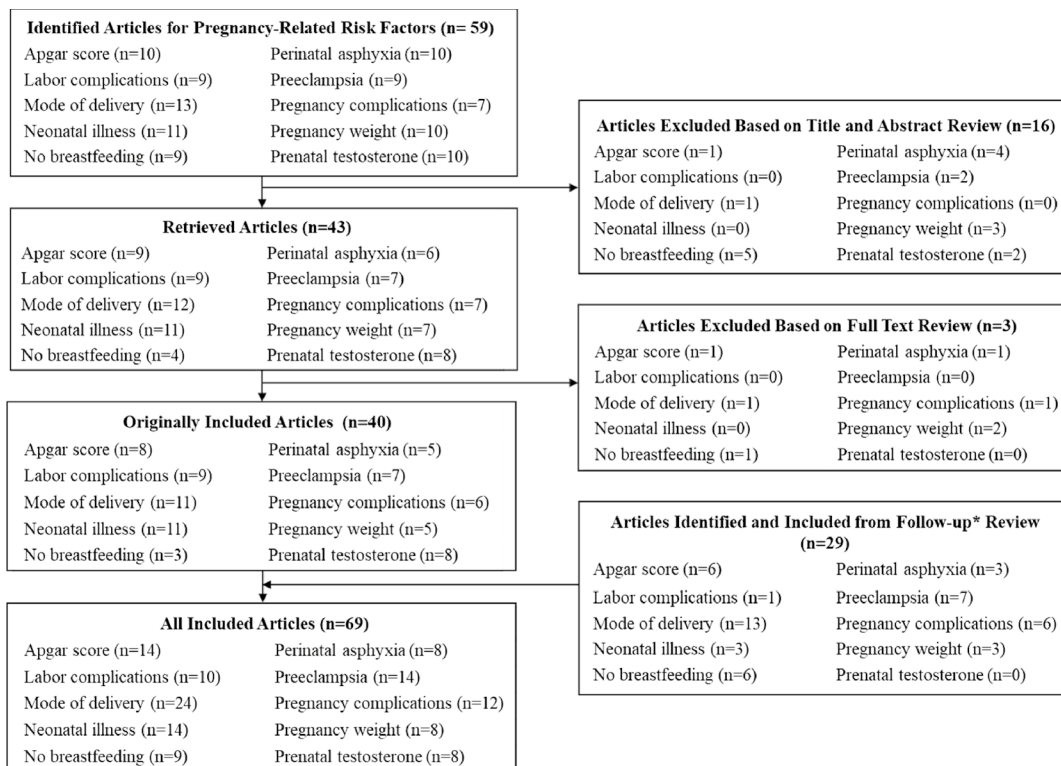 Identified Articles for Pregnancy-Related Risk Factors (n= 59)
Apgar score (n=10) Perinatal asphyxia (n=10)
Labor complications (n=9) Preeclampsia (n=9)
Mode of delivery (n=13) Pregnancy complications (n=7)
Neonatal illness (n=11) Pregnancy weight (n=10)
No breastfeeding (n=9) Prenatal testosterone (n=10)
Articles Excluded Based on Title and Abstract Review (n=16)
Apgar score (n=1) Perinatal asphyxia (n=4)
Labor complications (n=0) Preeclampsia (n=2)
Mode of delivery (n=1) Pregnancy complications (n=0)
Neonatal illness (n=0) Pregnancy weight (n=3)
No breastfeeding (n=5) Prenatal testosterone (n=2)
Retrieved Articles (n=43)
Apgar score (n=9) Perinatal asphyxia (n=6)
Labor complications (n=9) Preeclampsia (n=7)
Mode of delivery (n=12) Pregnancy complications (n=7)
Neonatal illness (n=11) Pregnancy weight (n=7)
No breastfeeding (n=4) Prenatal testosterone (n=8)
Articles Excluded Based on Full Text Review (n=3)
Apgar score (n=1) Perinatal asphyxia (n=1)
Labor complications (n=0) Preeclampsia (n=0)
Mode of delivery (n=1) Pregnancy complications (n=1)
Neonatal illness (n=0) Pregnancy weight (n=2)
No breastfeeding (n=1) Prenatal testosterone (n=0)
Originally Included Articles (n=40)
Apgar score (n=8) Perinatal asphyxia (n=5)
Labor complications (n=9) Preeclampsia (n=7)
Mode of delivery (n=11) Pregnancy complications (n=6)
Neonatal illness (n=11) Pregnancy weight (n=5)
No breastfeeding (n=3) Prenatal testosterone (n=8)
Articles Identified and Included from Follow-up* Review
(n=29)
Apgar score (n=6) Perinatal asphyxia (n=3)
Labor complications (n=1) Preeclampsia (n=7)
Mode of delivery (n=13) Pregnancy complications (n=6)
Neonatal illness (n=3) Pregnancy weight (n=3)
No breastfeeding (n=6) Prenatal testosterone (n=0)
All Included Articles (n=69)
Apgar score (n=14) Perinatal asphyxia (n=8)
Labor complications (n=10) Preeclampsia (n=14)
Mode of delivery (n=24) Pregnancy complications (n=12)
Neonatal illness (n=14) Pregnancy weight (n=8)
No breastfeeding (n=9) Prenatal testosterone (n=8)